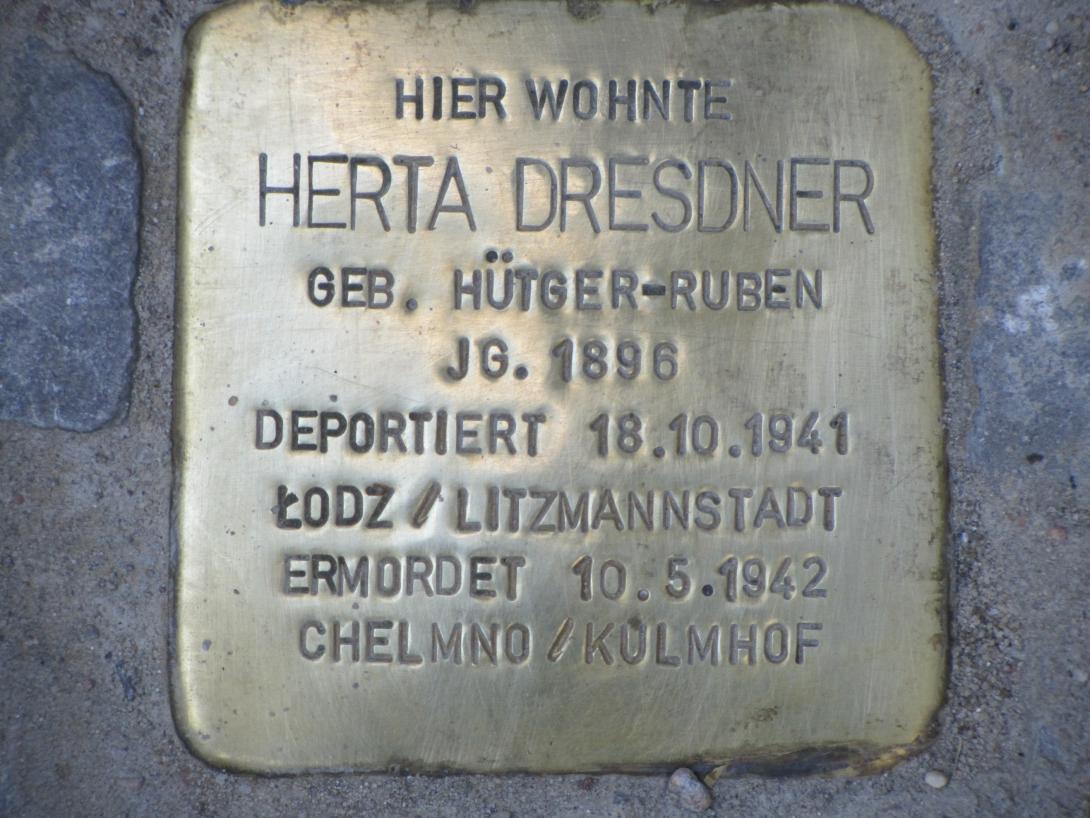 HIER WOHNTE
HERTA DRESDNER
GEB. HÜTGER-RUBEN
JG. 1896
DEPORTIERT 18.10.1941
ŁODZ / LITZMANNSTADT
ERMORDET 10.5.1942
CHELMNO / KULMHOF